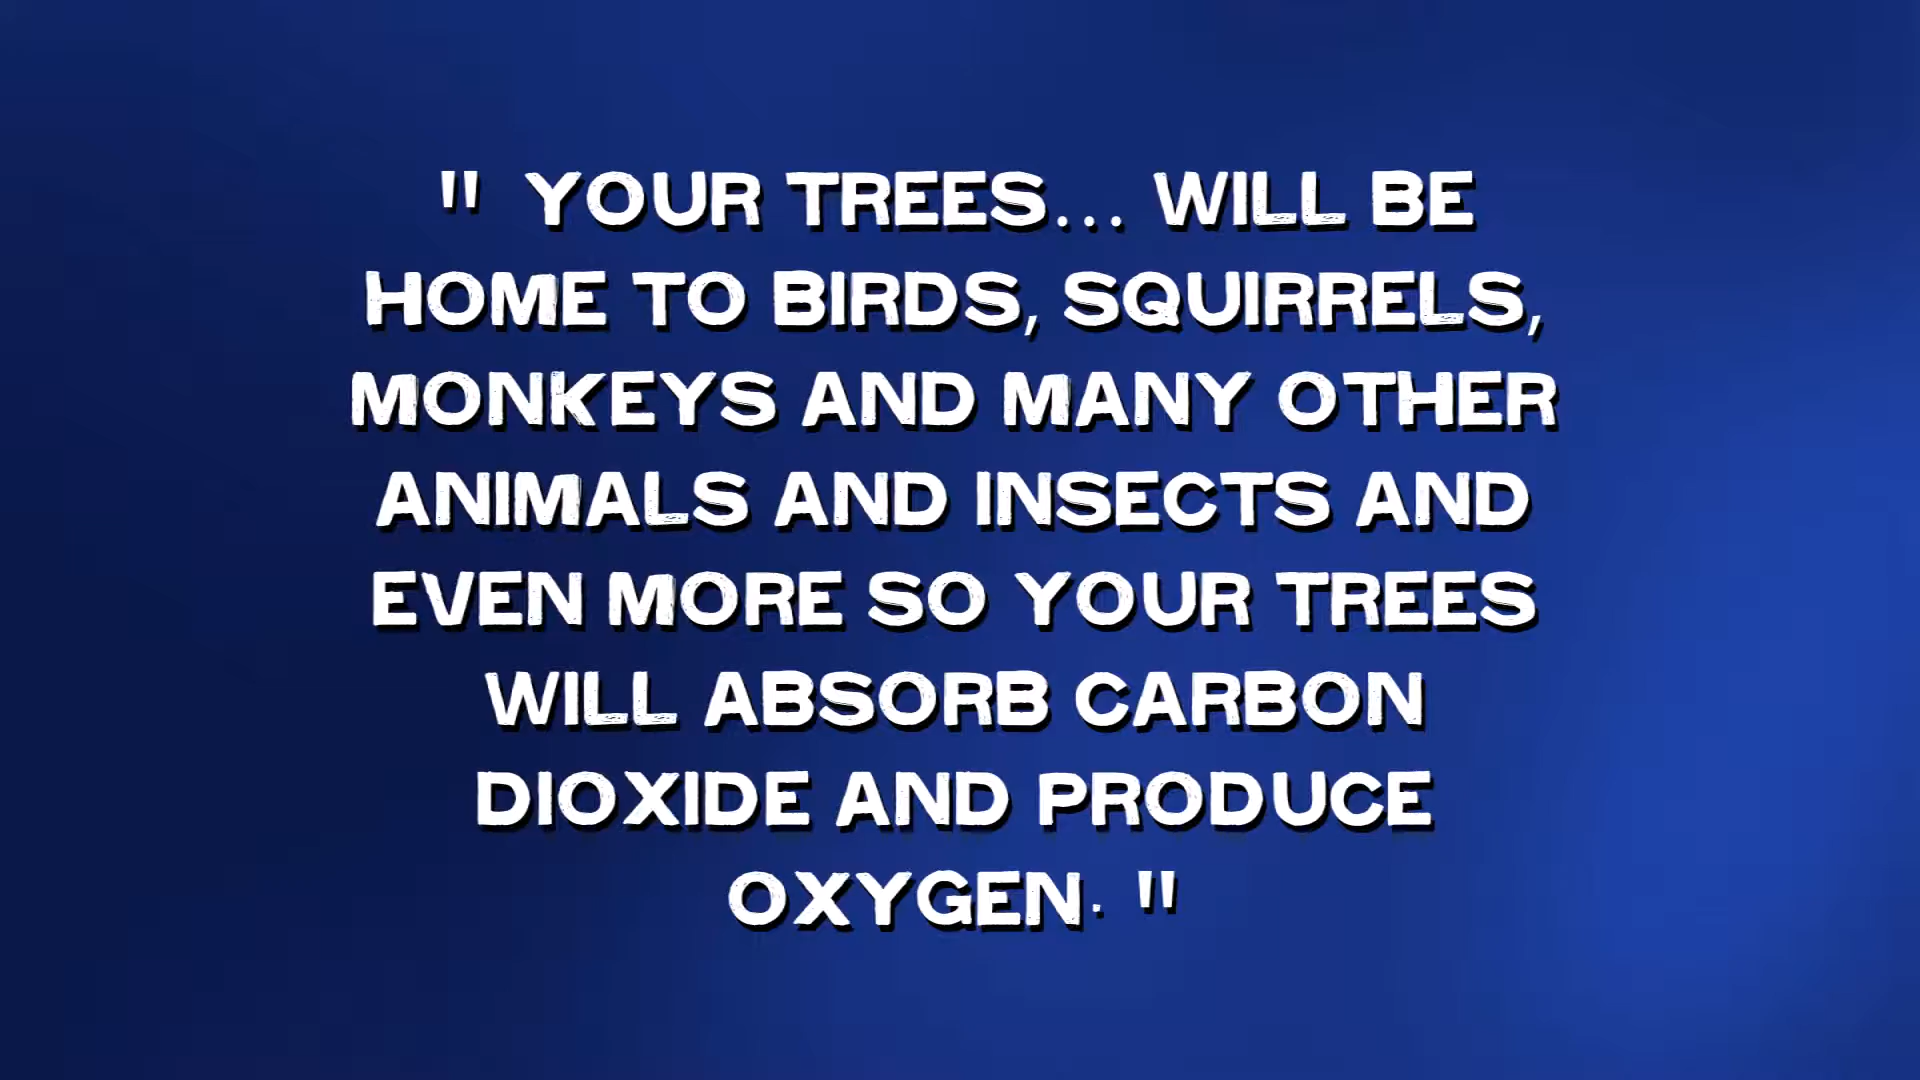 " YOUR TREES... WILL BE
HOME TO BIRDS, SQUIRRELS,
MONKEYS AND MANY OTHER
ANIMALS AND INSECTS AND
EVEN MORE SO YOUR TREES
WILL ABSORB CARBON
DIOXIDE AND PRODUCE
OXYGEN. "